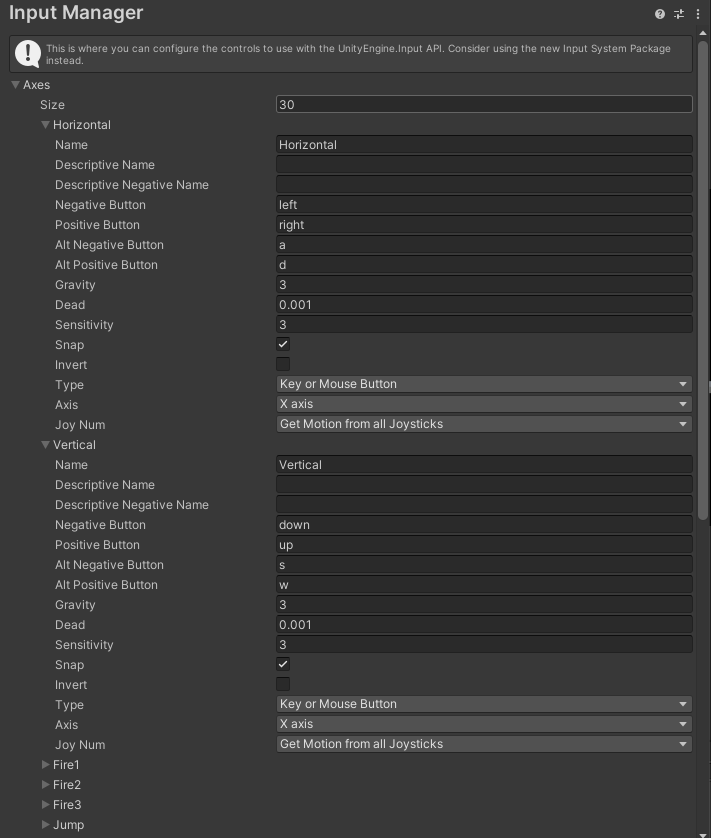 Input Manager
This is where you can configure the controls to use with the UnityEngine.Input API. Consider using the new Input System Package
instead.
Axes
Size 30
Horizontal
Name Horizontal
Descriptive Name
Descriptive Negative Name
Negative Button left
Positive Button right
Alt Negative Button a
Alt Positive Button d
Gravity 3
Dead 0.001
Sensitivity 3
Snap
Invert
Type Key or Mouse Button
Axis X axis
Joy Num Get Motion from all Joysticks
Vertical
Name Vertical
Descriptive Name
Descriptive Negative Name
Negative Button down
Positive Button up
Alt Negative Button s
Alt Positive Button w
Gravity 3
Dead 0.001
Sensitivity 3
Snap
Invert
Type Key or Mouse Button
Axis X axis
Joy Num Get Motion from all Joysticks
Fire1
Fire2
Fire3
Jump